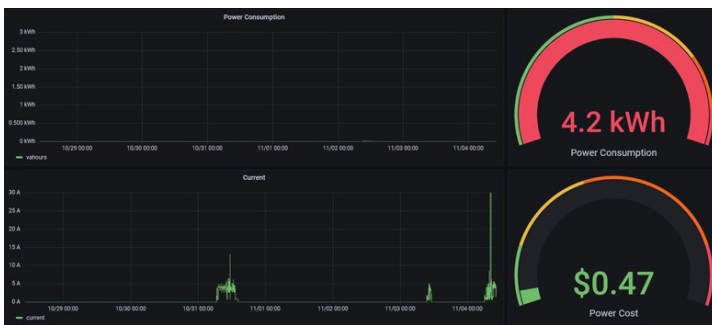 Power Consumption
3 kWh
2.50 kWh
2 kWh
1.50 kWh
1 kWh
0.500 kWh
0 kWh
10/29 00:00 10/30 00:00 10/31 00:00 11/01 00:00 11/02 00:00 11/03 00:00 11/04 00:00
vahours
4.2 kWh
Power Consumption
Current
30 A
25 A
20 A
15 A
10 A
5 A
0 A
10/29 00:00 10/30 00:00 10/31 00:00 11/01 00:00 11/02 00:00 11/03 00:00 11/04 00:00
current
$0.47
Power Cost